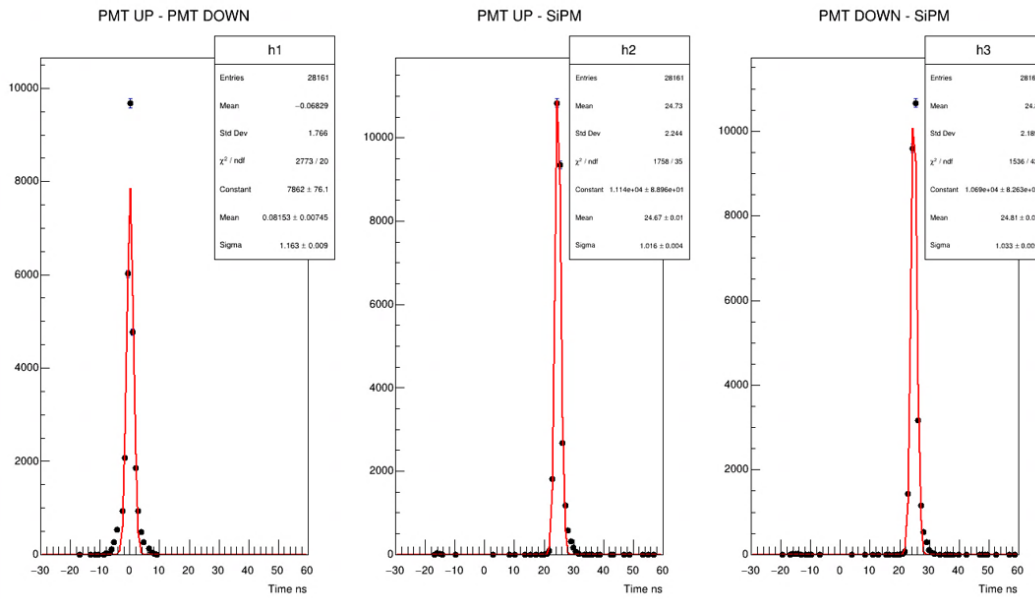 PMT UP - PMT DOWN
h1
Entries 28161
Mean −0.06829
Std Dev 1.766
χ² / ndf 2773 / 20
Constant 7862 ± 76.1
Mean 0.08153 ± 0.00745
Sigma 1.163 ± 0.009
10000
8000
6000
4000
2000
0
−30 −20 −10 0 10 20 30 40 50 60
Time ns
PMT UP - SiPM
h2
Entries 28161
Mean 24.73
Std Dev 2.244
χ² / ndf 1758 / 35
Constant 1.114e+04 ± 8.896e+01
Mean 24.67 ± 0.01
Sigma 1.016 ± 0.004
10000
8000
6000
4000
2000
0
−30 −20 −10 0 10 20 30 40 50 60
Time ns
PMT DOWN - SiPM
h3
Entries
Mean
Std Dev
χ² / ndf 1536 /
Constant 1.069e+04 ±
Mean 24.81 ±
Sigma 1.033 ±
10000
8000
6000
4000
2000
0
−30 −20 −10 0 10 20 30 40 50 60
Time ns